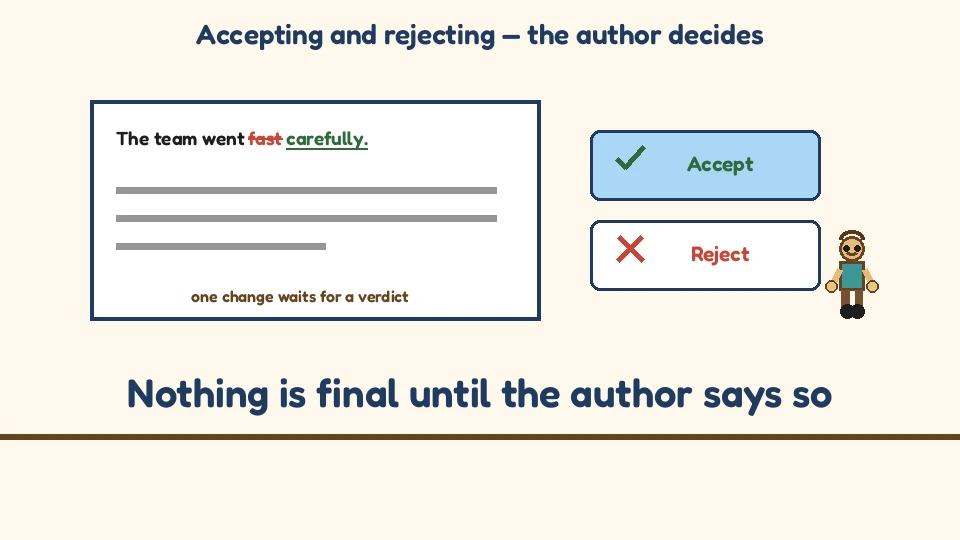 Accepting and rejecting — the author decides
The team went fast carefully.
one change waits for a verdict
Accept
Reject
Nothing is final until the author says so